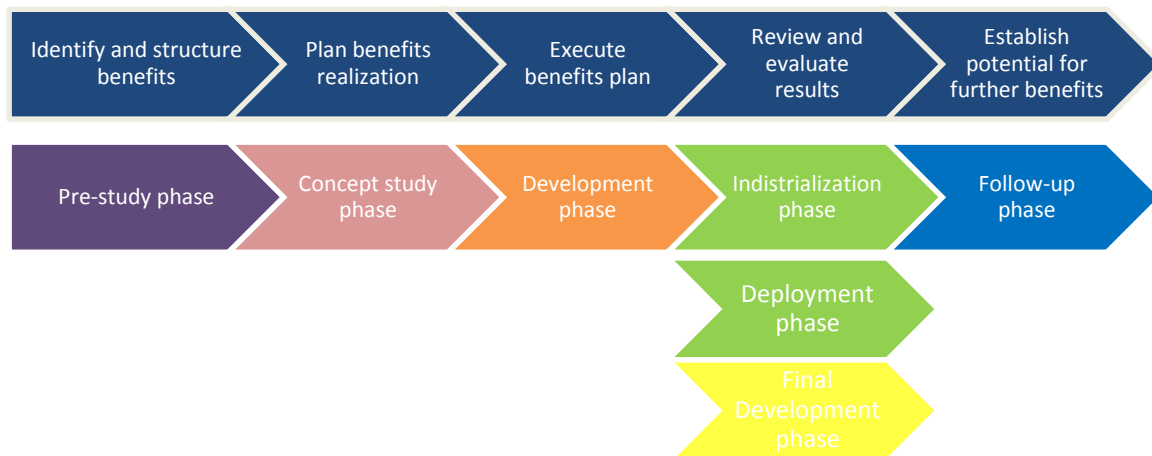 Identify and structure
benefits
Plan benefits
realization
Execute
benefits plan
Review and
evaluate
results
Establish
potential for
further benefits
Pre-study phase
Concept study
phase
Development
phase
Indistrialization
phase
Follow-up
phase
Deployment
phase
Final
Development
phase